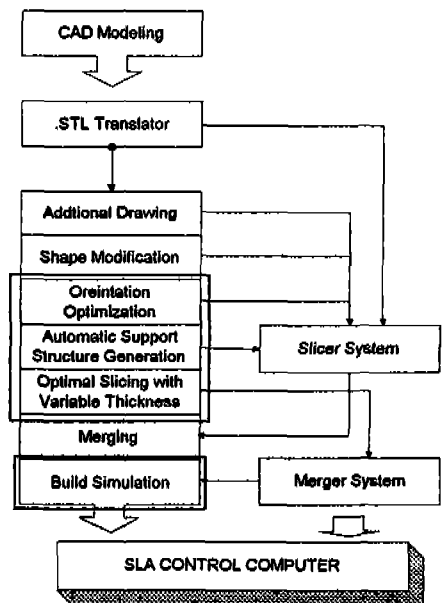 CAD Modeling
.STL Translator
Addtional Drawing
Shape Modification
Oreintation
Optimization
Automatic Support
Structure Generation
Optimal Slicing with
Variable Thickness
Merging
Build Simulation
Slicer System
Merger System
SLA CONTROL COMPUTER